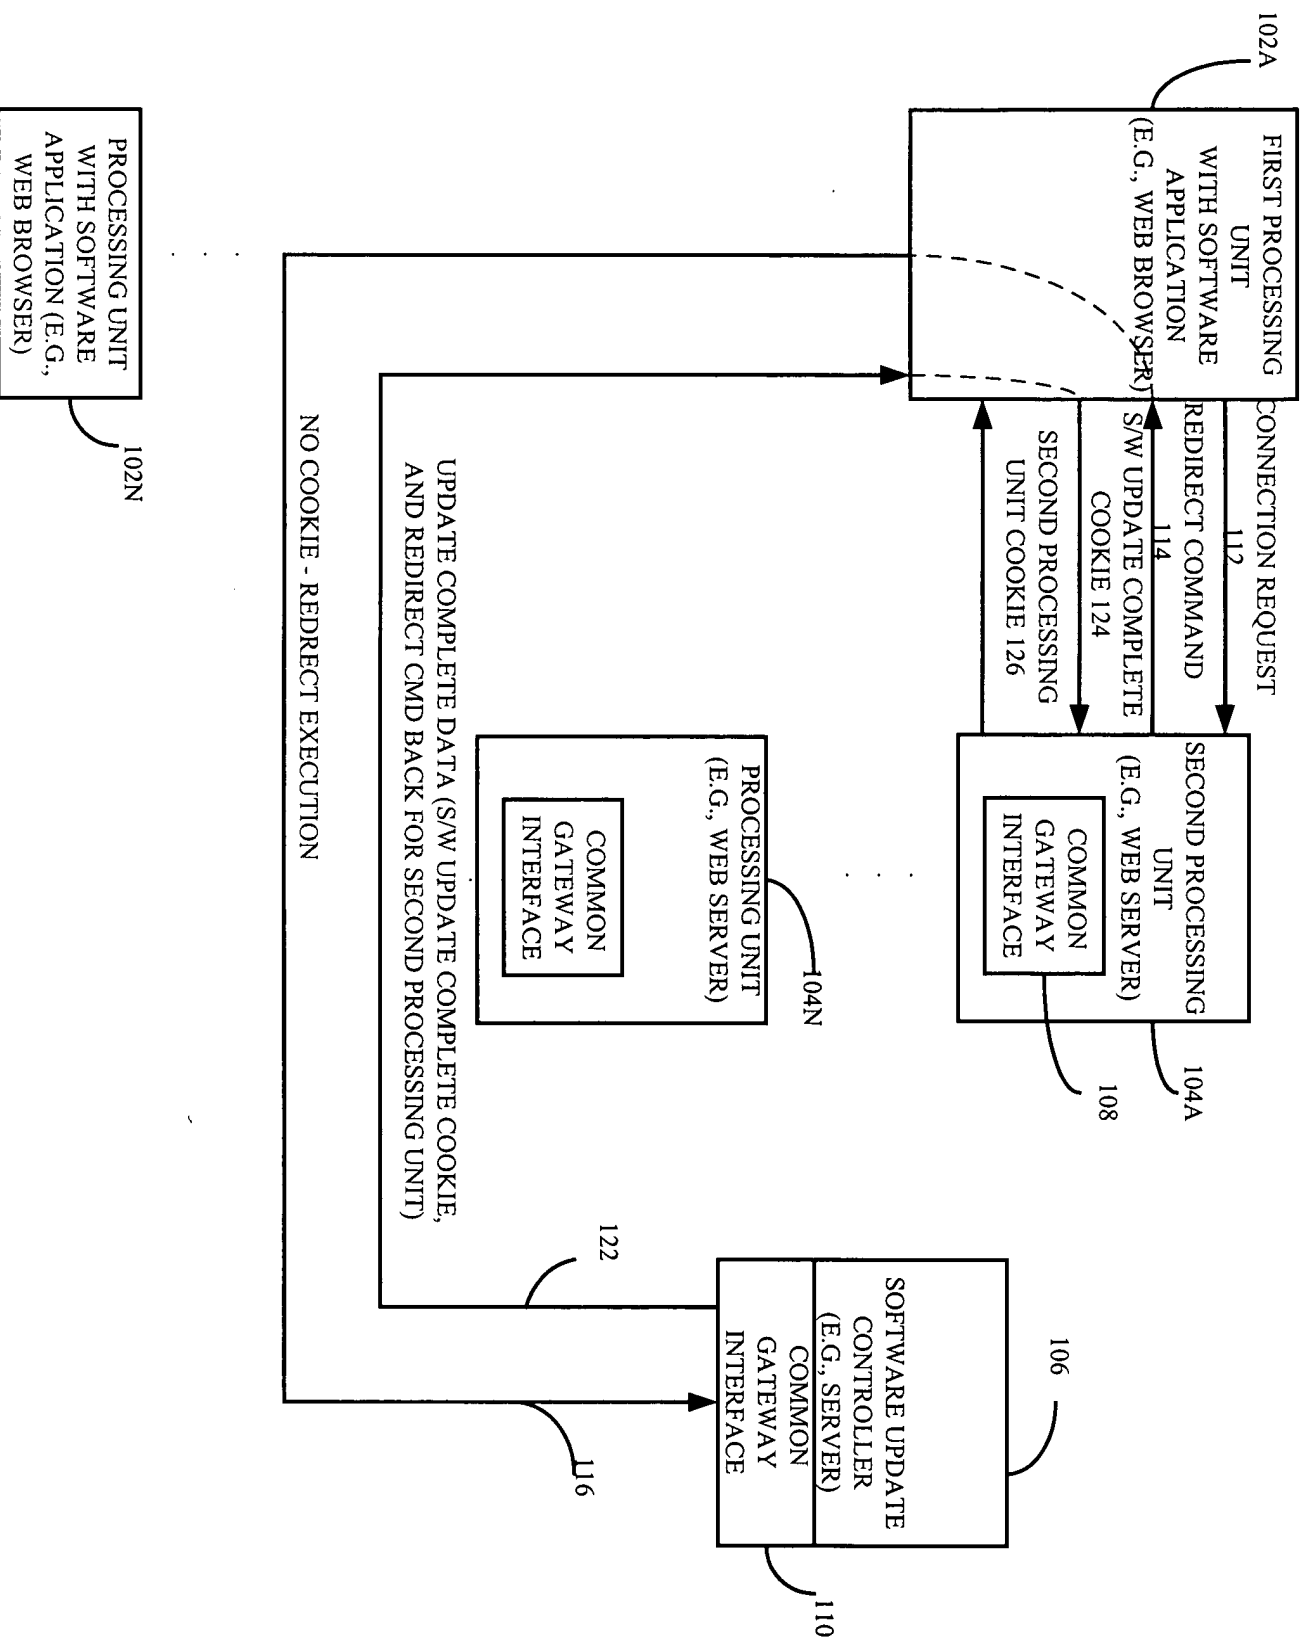 102A
FIRST PROCESSING
UNIT
WITH SOFTWARE
APPLICATION
(E.G., WEB BROWSER)
CONNECTION REQUEST
112
REDIRECT COMMAND
114
S/W UPDATE COMPLETE
COOKIE 124
SECOND PROCESSING
UNIT COOKIE 126
SECOND PROCESSING
UNIT
(E.G., WEB SERVER)
COMMON
GATEWAY
INTERFACE
104A
108
106
SOFTWARE UPDATE
CONTROLLER
(E.G., SERVER)
COMMON
GATEWAY
INTERFACE
110
104N
PROCESSING UNIT
(E.G., WEB SERVER)
COMMON
GATEWAY
INTERFACE
122
116
UPDATE COMPLETE DATA (S/W UPDATE COMPLETE COOKIE,
AND REDIRECT CMD BACK FOR SECOND PROCESSING UNIT)
NO COOKIE - REDRECT EXECUTION
PROCESSING UNIT
WITH SOFTWARE
APPLICATION (E.G.,
WEB BROWSER)
102N